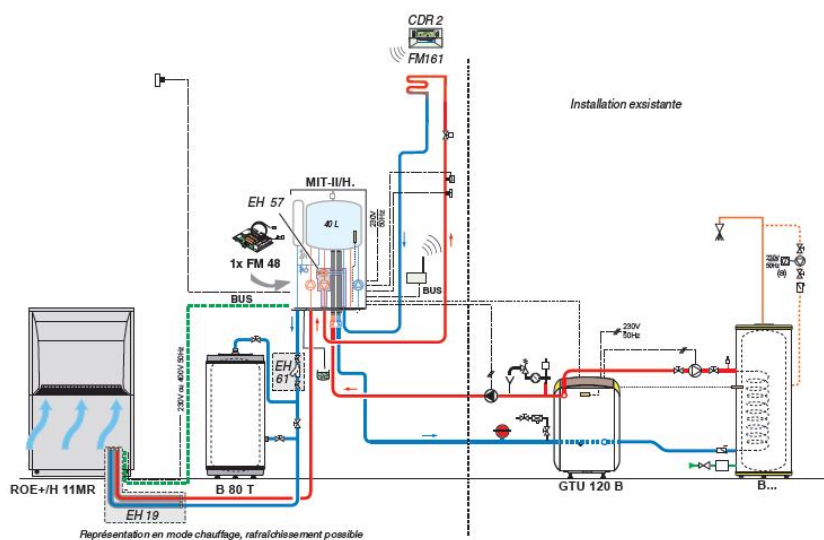 CDR 2
FM161
Installation exsistante
MIT-II/H.
EH 57
40 L
230V
50Hz
1x FM 48
BUS
BUS
230V
50Hz
(a)
230V ou 400V 50Hz
EH
61
230V
50Hz
ROE+/H 11MR
B 80 T
GTU 120 B
B...
EH 19
Représentation en mode chauffage, rafraîchissement possible